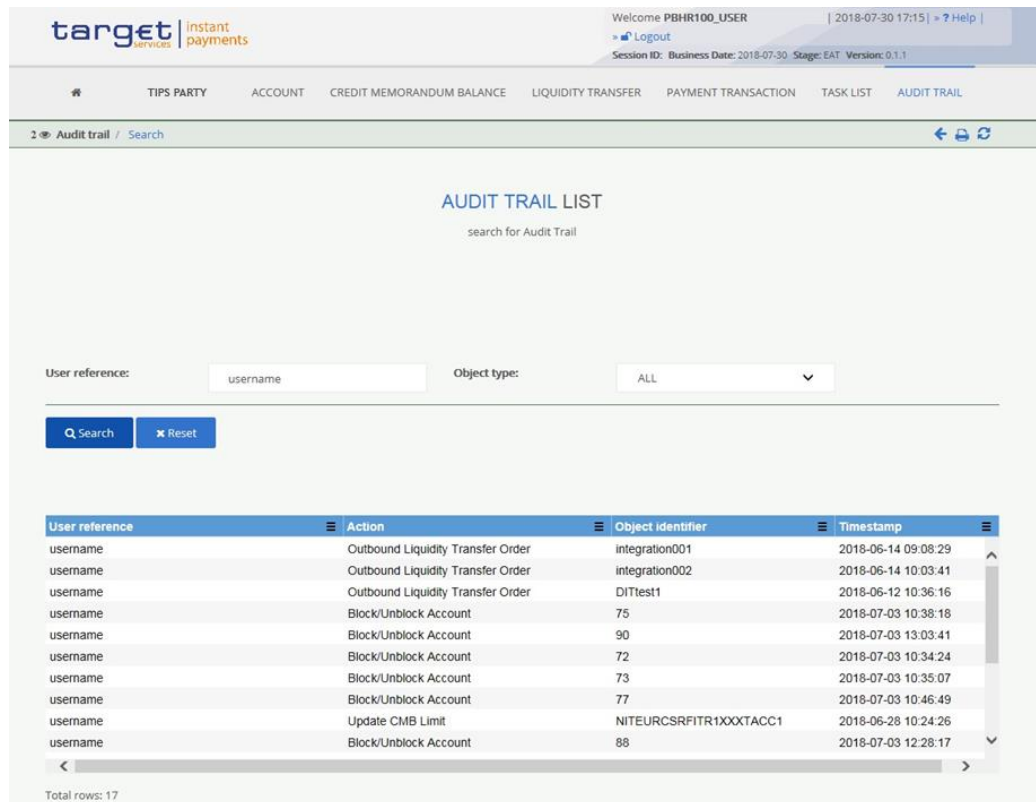 target services | instant payments
Welcome PBHR100_USER | 2018-07-30 17:15 | » ? Help |
» Logout
Session ID: Business Date: 2018-07-30 Stage: EAT Version: 0.1.1
TIPS PARTY ACCOUNT CREDIT MEMORANDUM BALANCE LIQUIDITY TRANSFER PAYMENT TRANSACTION TASK LIST AUDIT TRAIL
2 Audit trail / Search
AUDIT TRAIL LIST
search for Audit Trail
User reference: username Object type: ALL
Search Reset
User reference Action Object identifier Timestamp
username Outbound Liquidity Transfer Order integration001 2018-06-14 09:08:29
username Outbound Liquidity Transfer Order integration002 2018-06-14 10:03:41
username Outbound Liquidity Transfer Order DITtest1 2018-06-12 10:36:16
username Block/Unblock Account 75 2018-07-03 10:38:18
username Block/Unblock Account 90 2018-07-03 13:03:41
username Block/Unblock Account 72 2018-07-03 10:34:24
username Block/Unblock Account 73 2018-07-03 10:35:07
username Block/Unblock Account 77 2018-07-03 10:46:49
username Update CMB Limit NITEURCSRFITR1XXXTACC1 2018-06-28 10:24:26
username Block/Unblock Account 88 2018-07-03 12:28:17
Total rows: 17